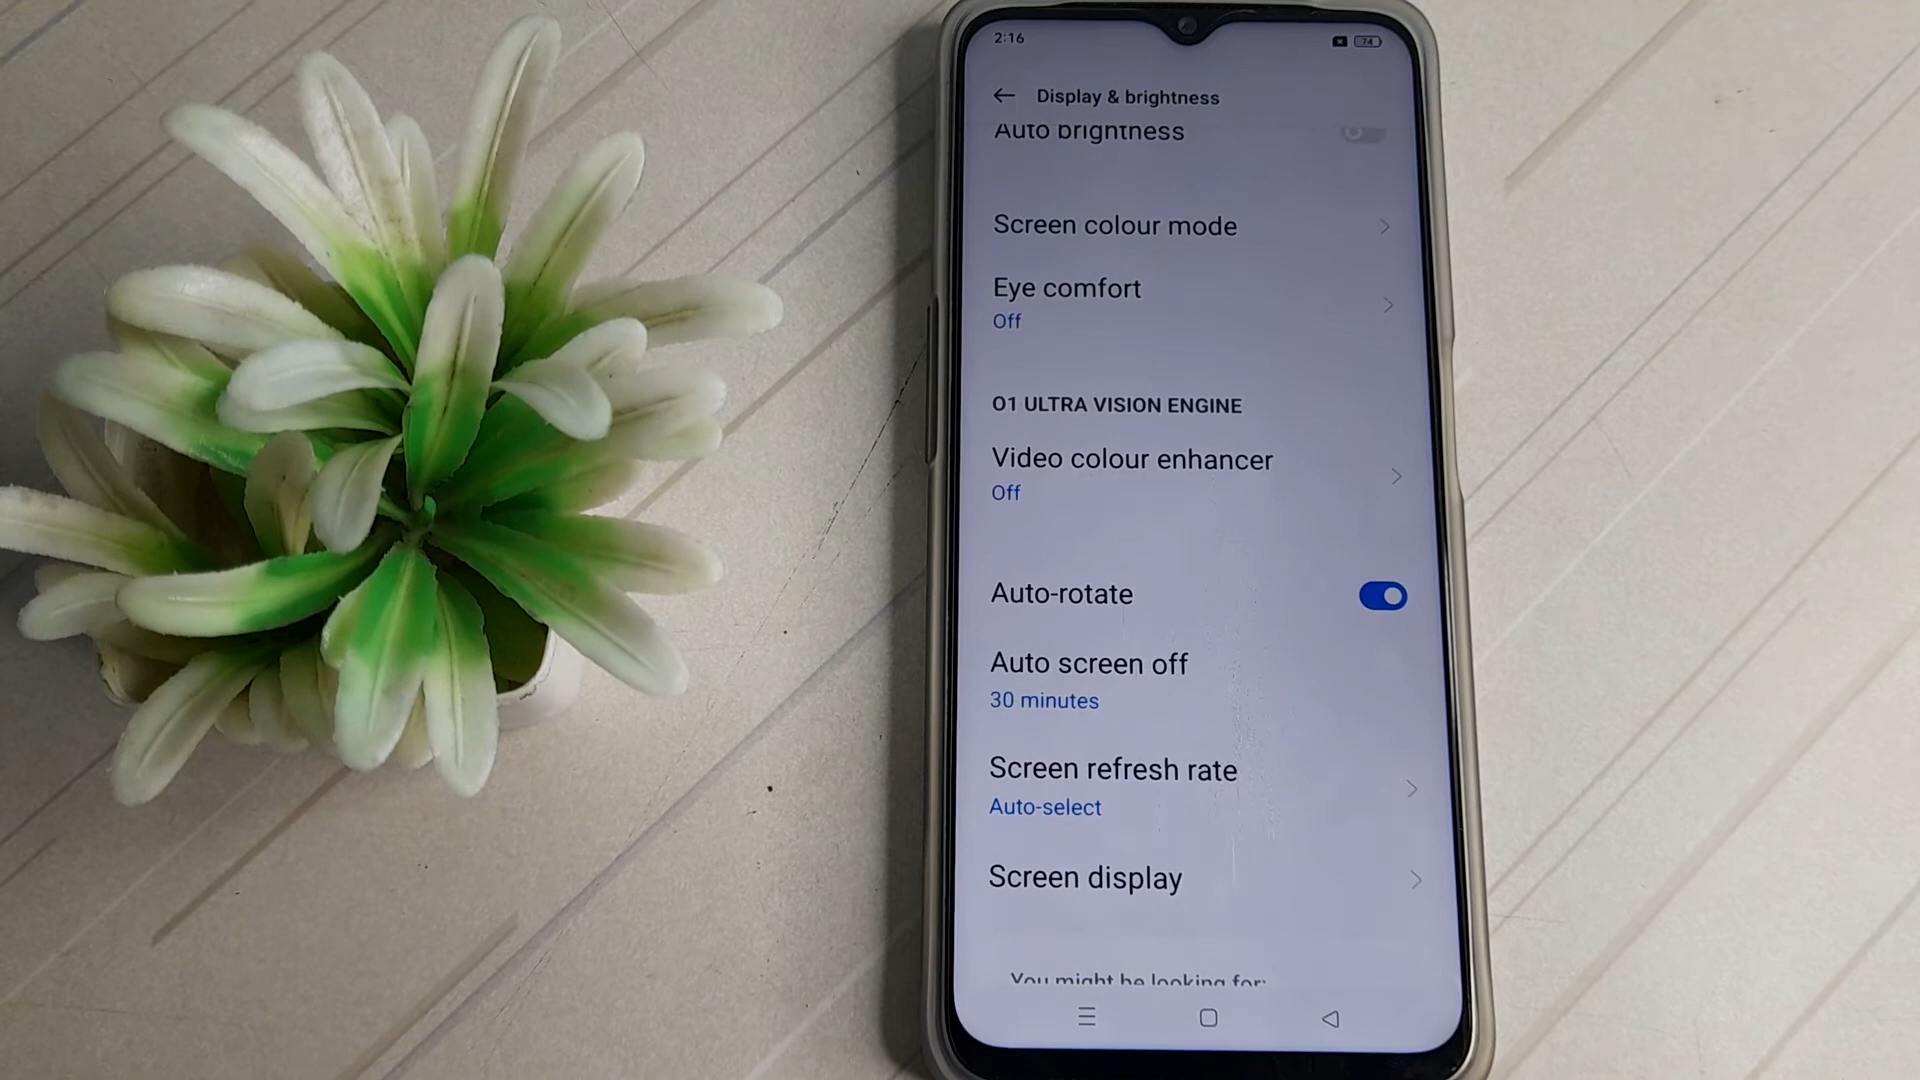 2:16
74
Display & brightness
Auto brightness
Screen colour mode
Eye comfort
Off
O1 ULTRA VISION ENGINE
Video colour enhancer
Off
Auto-rotate
Auto screen off
30 minutes
Screen refresh rate
Auto-select
Screen display
You might be looking for: